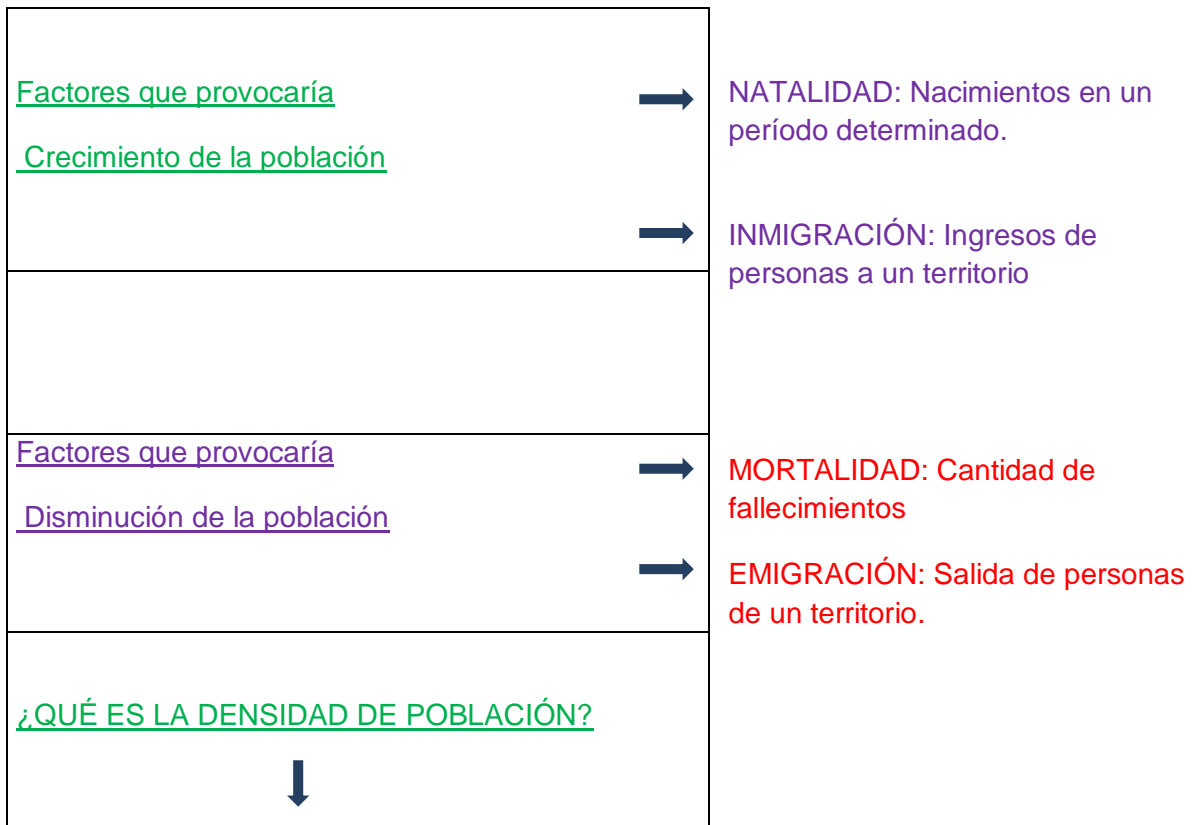 Factores que provocaría
Crecimiento de la población
NATALIDAD: Nacimientos en un
período determinado.
INMIGRACIÓN: Ingresos de
personas a un territorio
Factores que provocaría
Disminución de la población
MORTALIDAD: Cantidad de
fallecimientos
EMIGRACIÓN: Salida de personas
de un territorio.
¿QUÉ ES LA DENSIDAD DE POBLACIÓN?